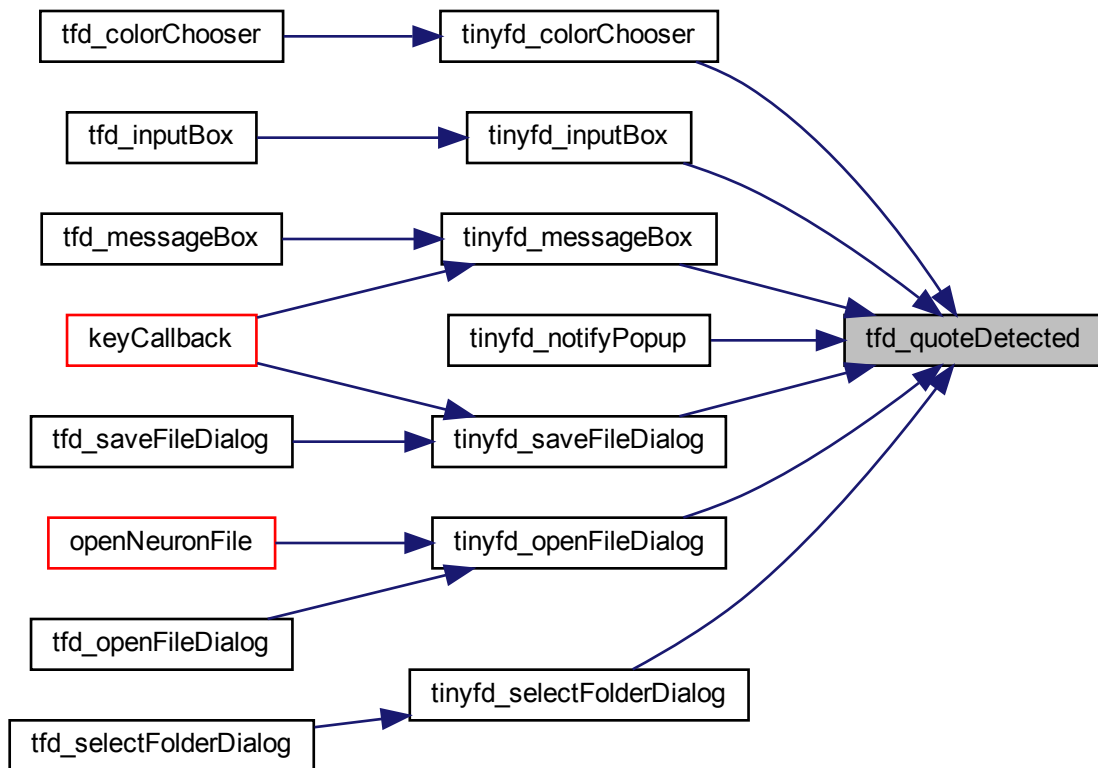 tfd_colorChooser
tinyfd_colorChooser
tfd_inputBox
tinyfd_inputBox
tfd_messageBox
tinyfd_messageBox
keyCallback
tinyfd_notifyPopup
tfd_quoteDetected
tfd_saveFileDialog
tinyfd_saveFileDialog
openNeuronFile
tinyfd_openFileDialog
tfd_openFileDialog
tinyfd_selectFolderDialog
tfd_selectFolderDialog